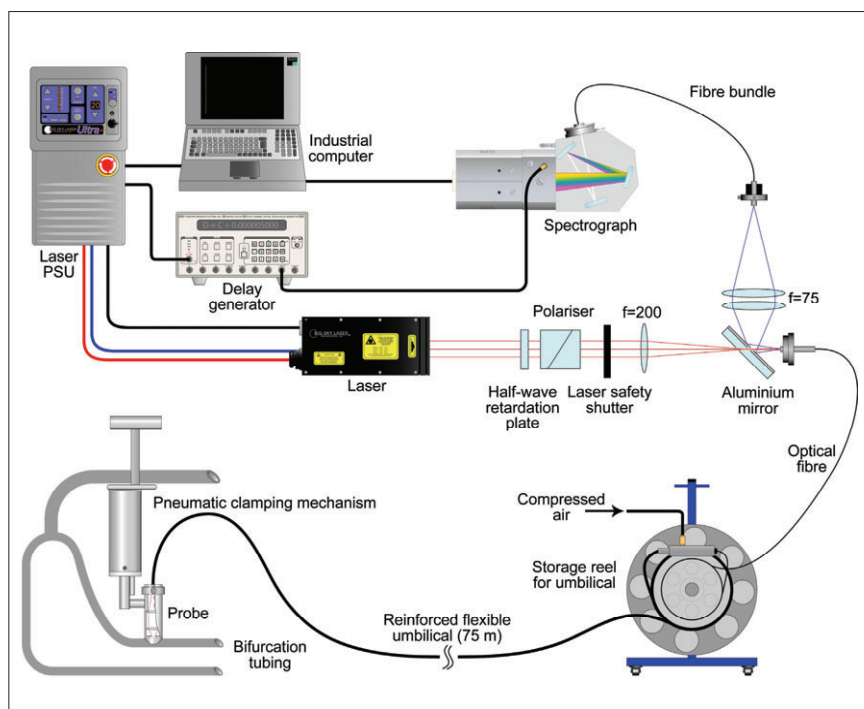 Fibre bundle
Industrial
computer
Spectrograph
Ultra
20
Laser
PSU
Delay
generator
f=75
Polariser
f=200
BIG SKY LASER
Laser
Half-wave
retardation
plate
Laser safety
shutter
Aluminium
mirror
Optical
fibre
Pneumatic clamping mechanism
Compressed
air
Storage reel
for umbilical
Probe
Reinforced flexible
umbilical (75 m)
Bifurcation
tubing